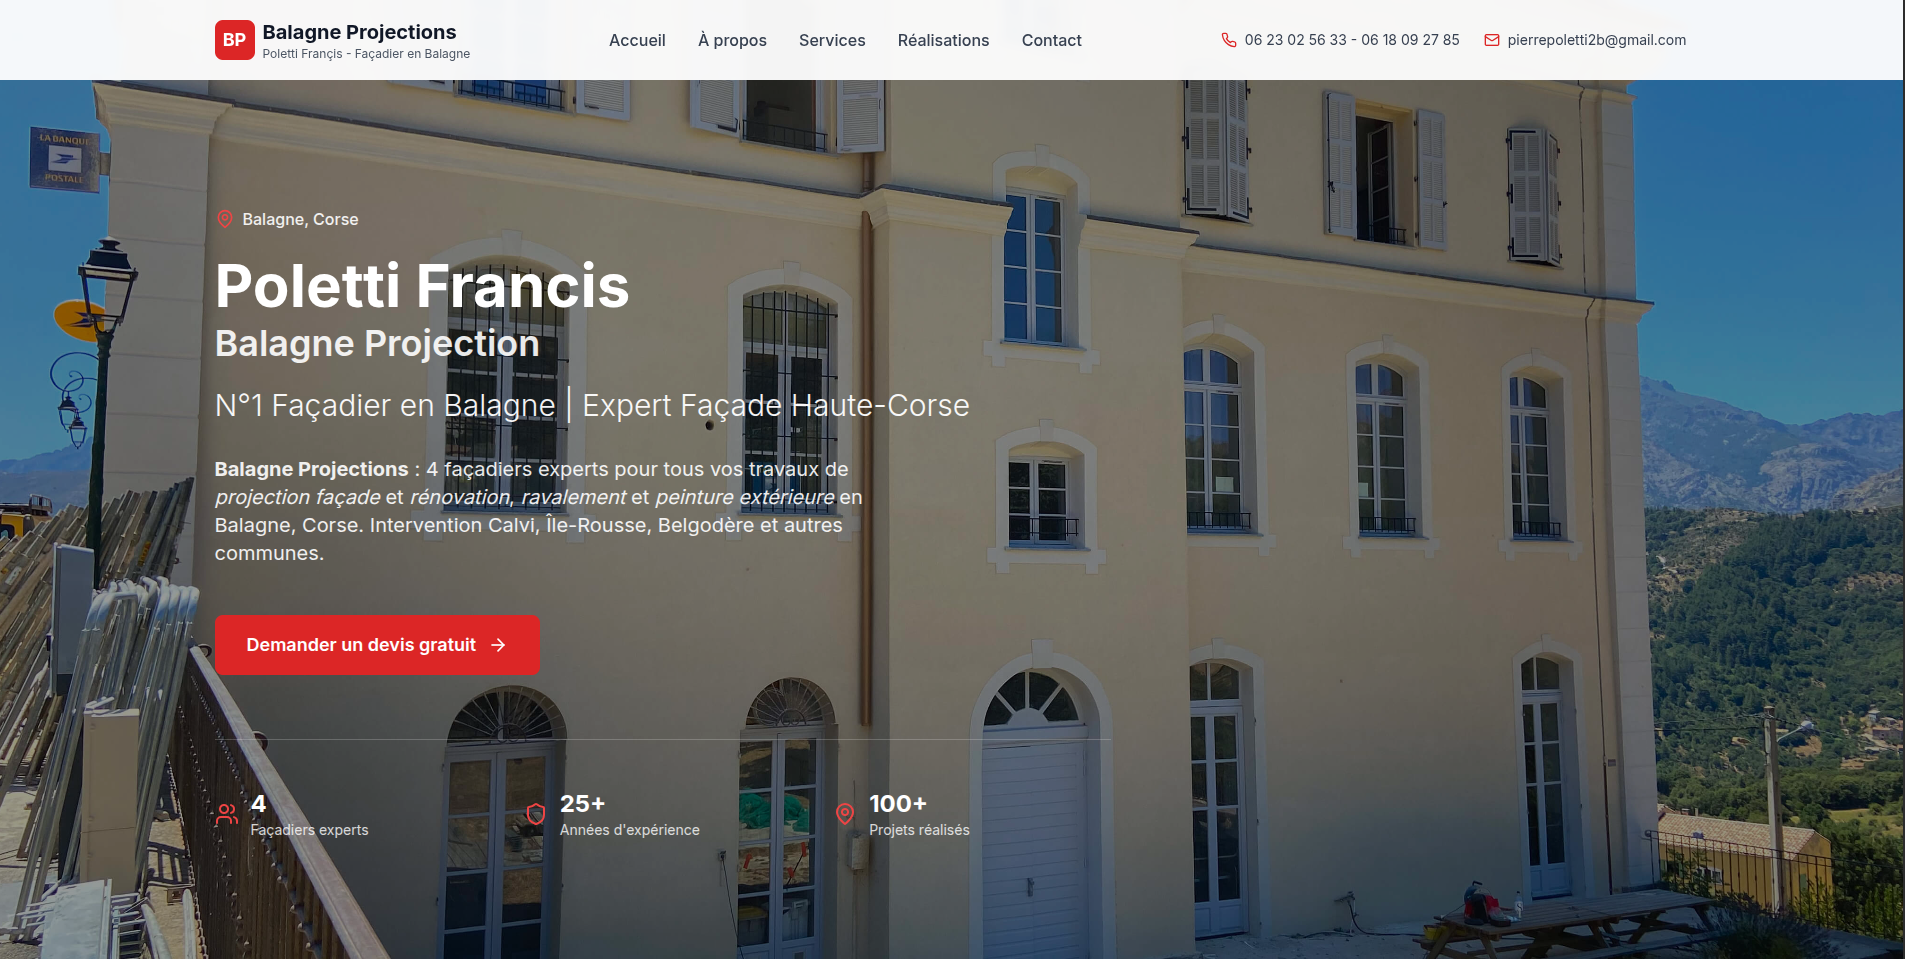 BP
Balagne Projections
Poletti Françis - Façadier en Balagne
Accueil
À propos
Services
Réalisations
Contact
06 23 02 56 33 - 06 18 09 27 85
pierrepoletti2b@gmail.com
LA BANQUE
POSTALE
Balagne, Corse
Poletti Francis
Balagne Projection
N°1 Façadier en Balagne | Expert Façade Haute-Corse
Balagne Projections : 4 façadiers experts pour tous vos travaux de
projection façade et rénovation, ravalement et peinture extérieure en
Balagne, Corse. Intervention Calvi, Île-Rousse, Belgodère et autres
communes.
Demander un devis gratuit
4
Façadiers experts
25+
Années d'expérience
100+
Projets réalisés